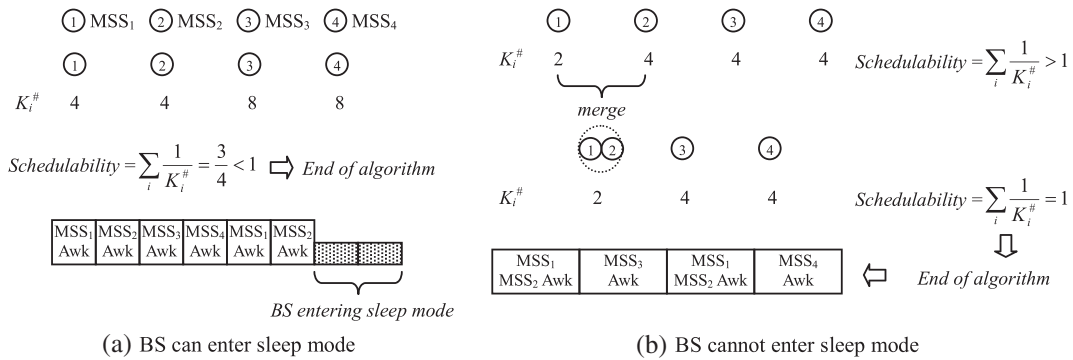 1 MSS₁ 2 MSS₂ 3 MSS₃ 4 MSS₄
1 2 3 4
Kᵢ# 4 4 8 8
Schedulability = ∑ᵢ 1/Kᵢ# = 3/4 < 1 ⇨ End of algorithm
MSS₁ Awk MSS₂ Awk MSS₃ Awk MSS₄ Awk MSS₁ Awk MSS₂ Awk
BS entering sleep mode
(a) BS can enter sleep mode
1 2 3 4
Kᵢ# 2 4 4 4
Schedulability = ∑ᵢ 1/Kᵢ# > 1
merge
1 2 3 4
Kᵢ# 2 4 4
Schedulability = ∑ᵢ 1/Kᵢ# = 1
End of algorithm
MSS₁ MSS₂ Awk MSS₃ Awk MSS₁ MSS₂ Awk MSS₄ Awk
(b) BS cannot enter sleep mode